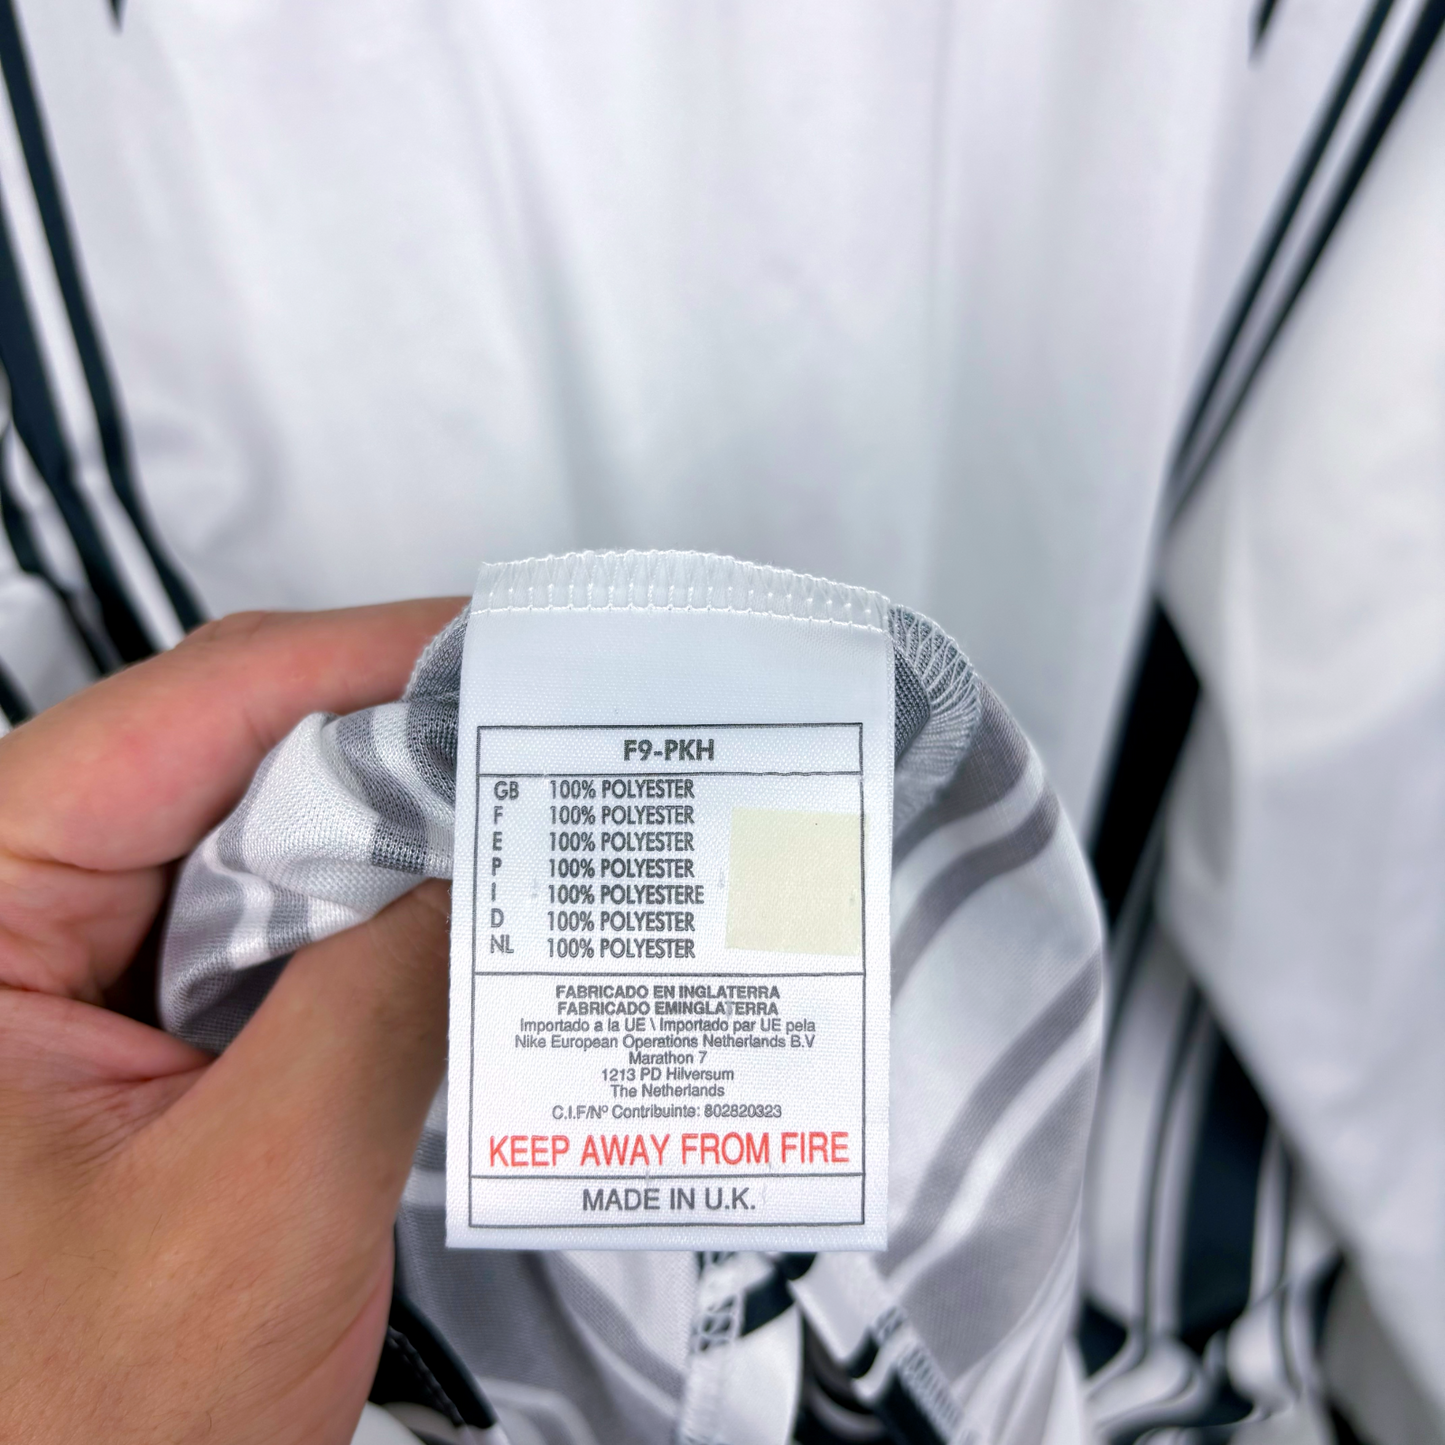 F9-PKH
GB 100% POLYESTER
F 100% POLYESTER
E 100% POLYESTER
P 100% POLYESTER
I 100% POLYESTERE
D 100% POLYESTER
NL 100% POLYESTER
FABRICADO EN INGLATERRA
FABRICADO EMINGLATERRA
Importado a la UE \ Importado par UE pela
Nike European Operations Netherlands B.V
Marathon 7
1213 PD Hilversum
The Netherlands
C.I.F/Nº Contribuinte: 802820323
KEEP AWAY FROM FIRE
MADE IN U.K.